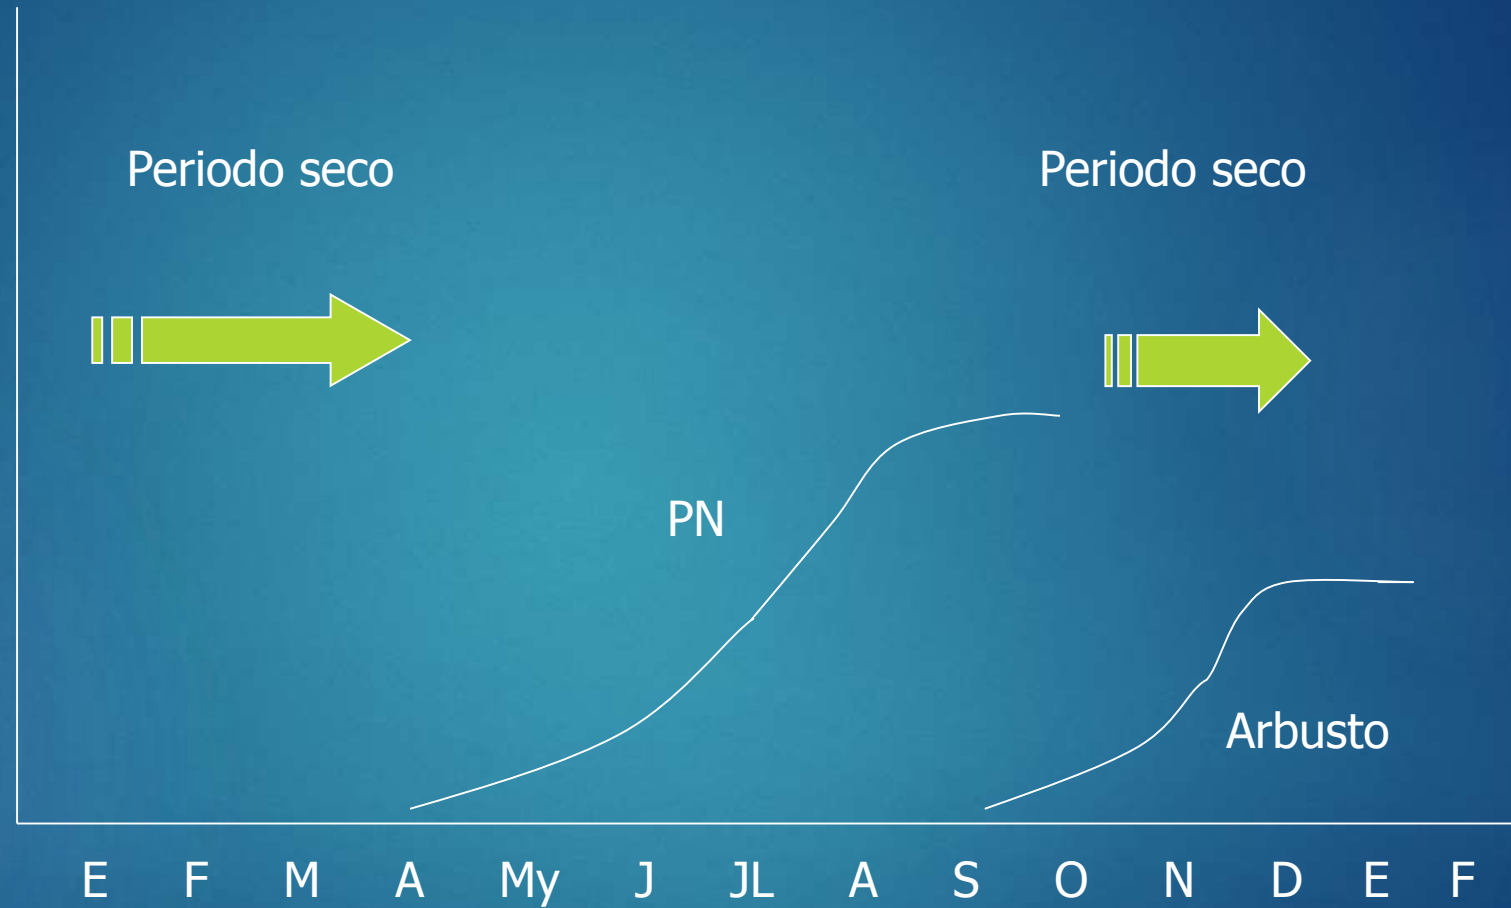 Periodo seco Periodo seco
PN
Arbusto
E F M A My J JL A S O N D E F